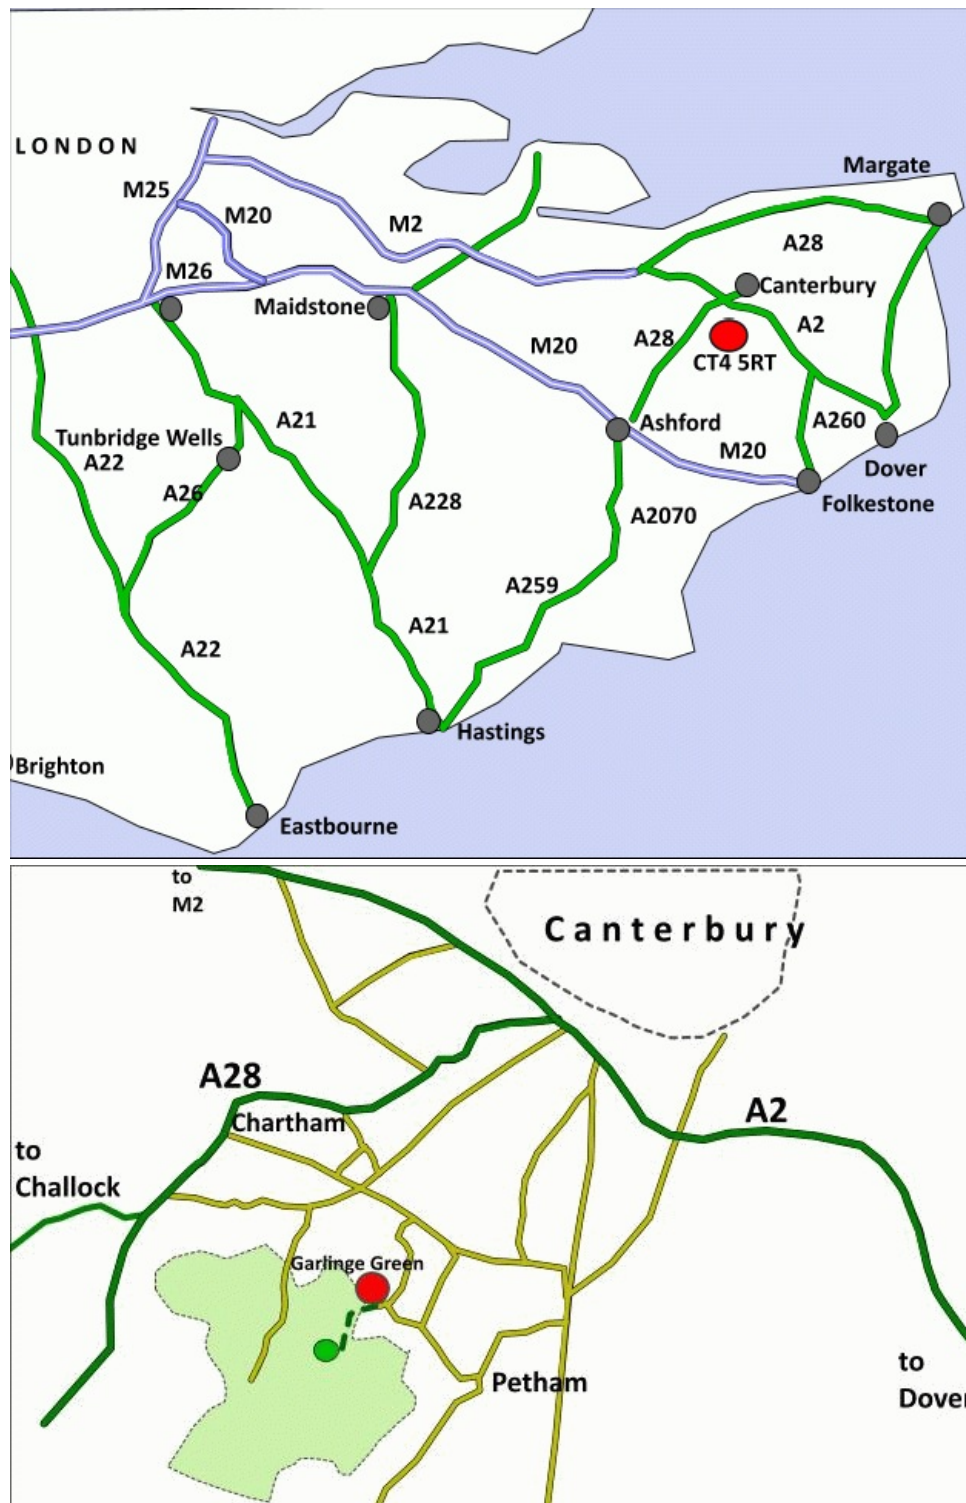 LONDON
Margate
M25
M20
M2
A28
M26
Maidstone
Canterbury
A2
M20
A28
CT4 5RT
Ashford
A260
Tunbridge Wells
A21
A22
M20
Dover
A26
A228
Folkestone
A2070
A259
A22
A21
Hastings
Brighton
Eastbourne
to
M2
Canterbury
A28
Chartham
A2
to
Challock
Garlinge Green
to
Dover
Petham